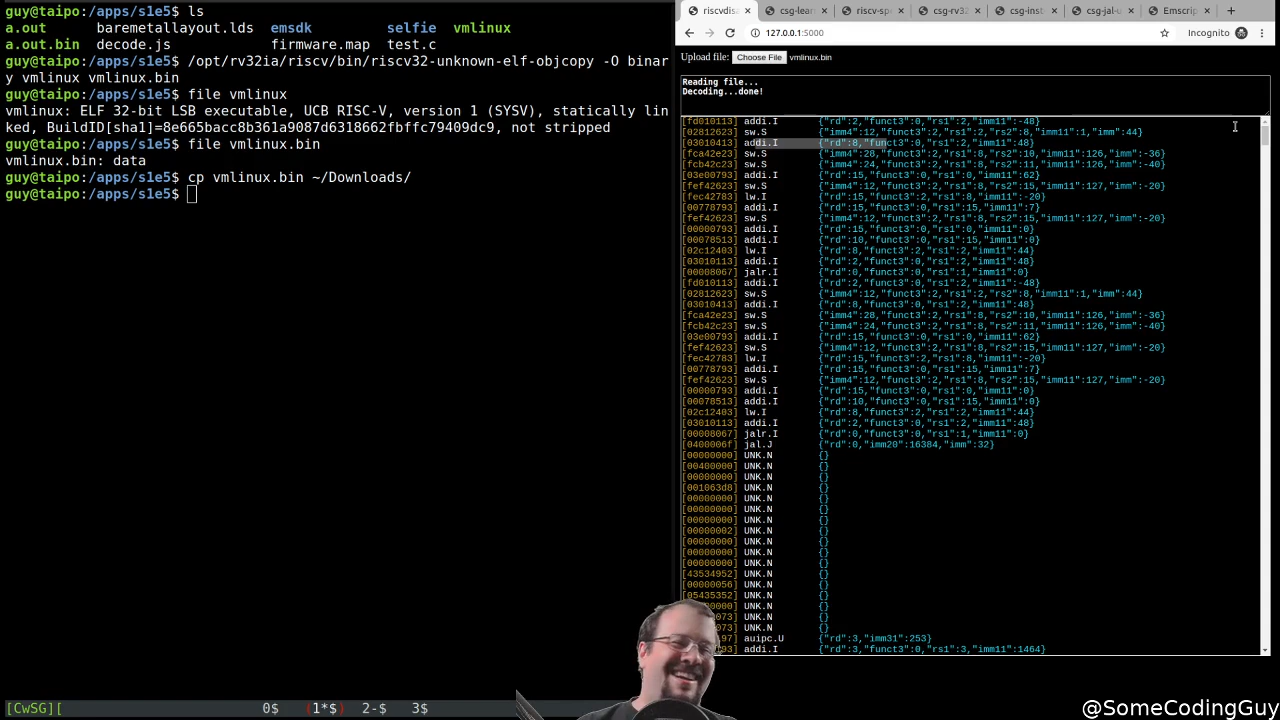 guy@taipo:/apps/s1e5$ ls
a.out baremetallayout.lds emsdk selfie vmlinux
a.out.bin decode.js firmware.map test.c
guy@taipo:/apps/s1e5$ /opt/rv32ia/riscv/bin/riscv32-unknown-elf-objcopy -O binar
y vmlinux vmlinux.bin
guy@taipo:/apps/s1e5$ file vmlinux
vmlinux: ELF 32-bit LSB executable, UCB RISC-V, version 1 (SYSV), statically lin
ked, BuildID[sha1]=8e665bacc8b361a9087d6318662fbffc79409dc9, not stripped
guy@taipo:/apps/s1e5$ file vmlinux.bin
vmlinux.bin: data
guy@taipo:/apps/s1e5$ cp vmlinux.bin ~/Downloads/
guy@taipo:/apps/s1e5$
[CwSG][ 0$ (1*$) 2-$ 3$
riscvdis csg-lear riscv-sp csg-rv32 csg-inst csg-jal-u Emscrip
127.0.0.1:5000 Incognito
Upload file: Choose File vmlinux.bin
Reading file...
Decoding...done!
[fd010113] addi.I {"rd":2,"funct3":0,"rs1":2,"imm11":-48}
[02812623] sw.S {"imm4":12,"funct3":2,"rs1":2,"rs2":8,"imm11":1,"imm":44}
[03010413] addi.I {"rd":8,"funct3":0,"rs1":2,"imm11":48}
[fca42e23] sw.S {"imm4":28,"funct3":2,"rs1":8,"rs2":10,"imm11":126,"imm":-36}
[fcb42c23] sw.S {"imm4":24,"funct3":2,"rs1":8,"rs2":11,"imm11":126,"imm":-40}
[03e00793] addi.I {"rd":15,"funct3":0,"rs1":0,"imm11":62}
[fef42623] sw.S {"imm4":12,"funct3":2,"rs1":8,"rs2":15,"imm11":127,"imm":-20}
[fec42783] lw.I {"rd":15,"funct3":2,"rs1":8,"imm11":-20}
[00778793] addi.I {"rd":15,"funct3":0,"rs1":15,"imm11":7}
[fef42623] sw.S {"imm4":12,"funct3":2,"rs1":8,"rs2":15,"imm11":127,"imm":-20}
[00000793] addi.I {"rd":15,"funct3":0,"rs1":0,"imm11":0}
[00078513] addi.I {"rd":10,"funct3":0,"rs1":15,"imm11":0}
[02c12403] lw.I {"rd":8,"funct3":2,"rs1":2,"imm11":44}
[03010113] addi.I {"rd":2,"funct3":0,"rs1":2,"imm11":48}
[00008067] jalr.I {"rd":0,"funct3":0,"rs1":1,"imm11":0}
[fd010113] addi.I {"rd":2,"funct3":0,"rs1":2,"imm11":-48}
[02812623] sw.S {"imm4":12,"funct3":2,"rs1":2,"rs2":8,"imm11":1,"imm":44}
[03010413] addi.I {"rd":8,"funct3":0,"rs1":2,"imm11":48}
[fca42e23] sw.S {"imm4":28,"funct3":2,"rs1":8,"rs2":10,"imm11":126,"imm":-36}
[fcb42c23] sw.S {"imm4":24,"funct3":2,"rs1":8,"rs2":11,"imm11":126,"imm":-40}
[03e00793] addi.I {"rd":15,"funct3":0,"rs1":0,"imm11":62}
[fef42623] sw.S {"imm4":12,"funct3":2,"rs1":8,"rs2":15,"imm11":127,"imm":-20}
[fec42783] lw.I {"rd":15,"funct3":2,"rs1":8,"imm11":-20}
[00778793] addi.I {"rd":15,"funct3":0,"rs1":15,"imm11":7}
[fef42623] sw.S {"imm4":12,"funct3":2,"rs1":8,"rs2":15,"imm11":127,"imm":-20}
[00000793] addi.I {"rd":15,"funct3":0,"rs1":0,"imm11":0}
[00078513] addi.I {"rd":10,"funct3":0,"rs1":15,"imm11":0}
[02c12403] lw.I {"rd":8,"funct3":2,"rs1":2,"imm11":44}
[03010113] addi.I {"rd":2,"funct3":0,"rs1":2,"imm11":48}
[00008067] jalr.I {"rd":0,"funct3":0,"rs1":1,"imm11":0}
[0400006f] jal.J {"rd":0,"imm20":16384,"imm":32}
[00000000] UNK.N {}
[00400000] UNK.N {}
[00000000] UNK.N {}
[001063d8] UNK.N {}
[00000000] UNK.N {}
[00000000] UNK.N {}
[00000000] UNK.N {}
[00000002] UNK.N {}
[00000000] UNK.N {}
[00000000] UNK.N {}
[00000000] UNK.N {}
[43534952] UNK.N {}
[00000056] UNK.N {}
[05435352] UNK.N {}
00000] UNK.N {}
073] UNK.N {}
073] UNK.N {}
97] auipc.U {"rd":3,"imm31":253}
93] addi.I {"rd":3,"funct3":0,"rs1":3,"imm11":1464}
@SomeCodingGuy